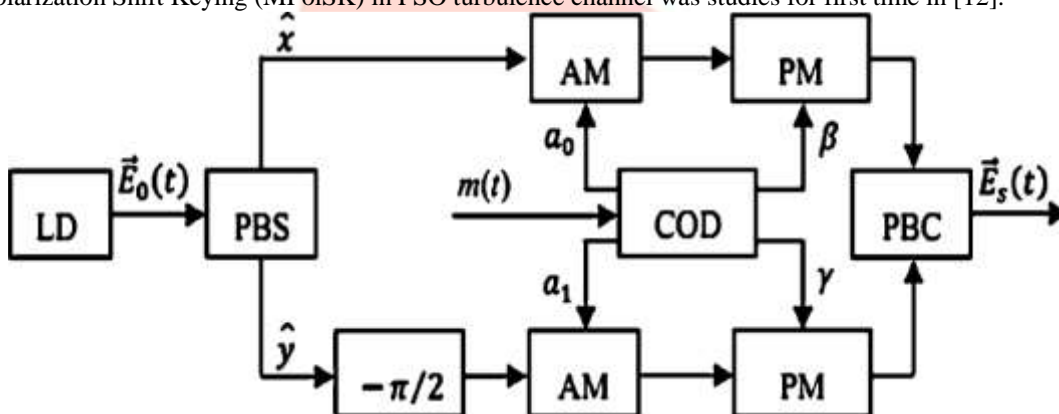 olarization Shift Keying (MPolSK) in FSO turbulence channel was studies for first time in [12].
x̂
AM
PM
a₀
β
E⃗₀(t)
m(t)
E⃗ₛ(t)
LD
PBS
COD
PBC
a₁
γ
ŷ
−π/2
AM
PM